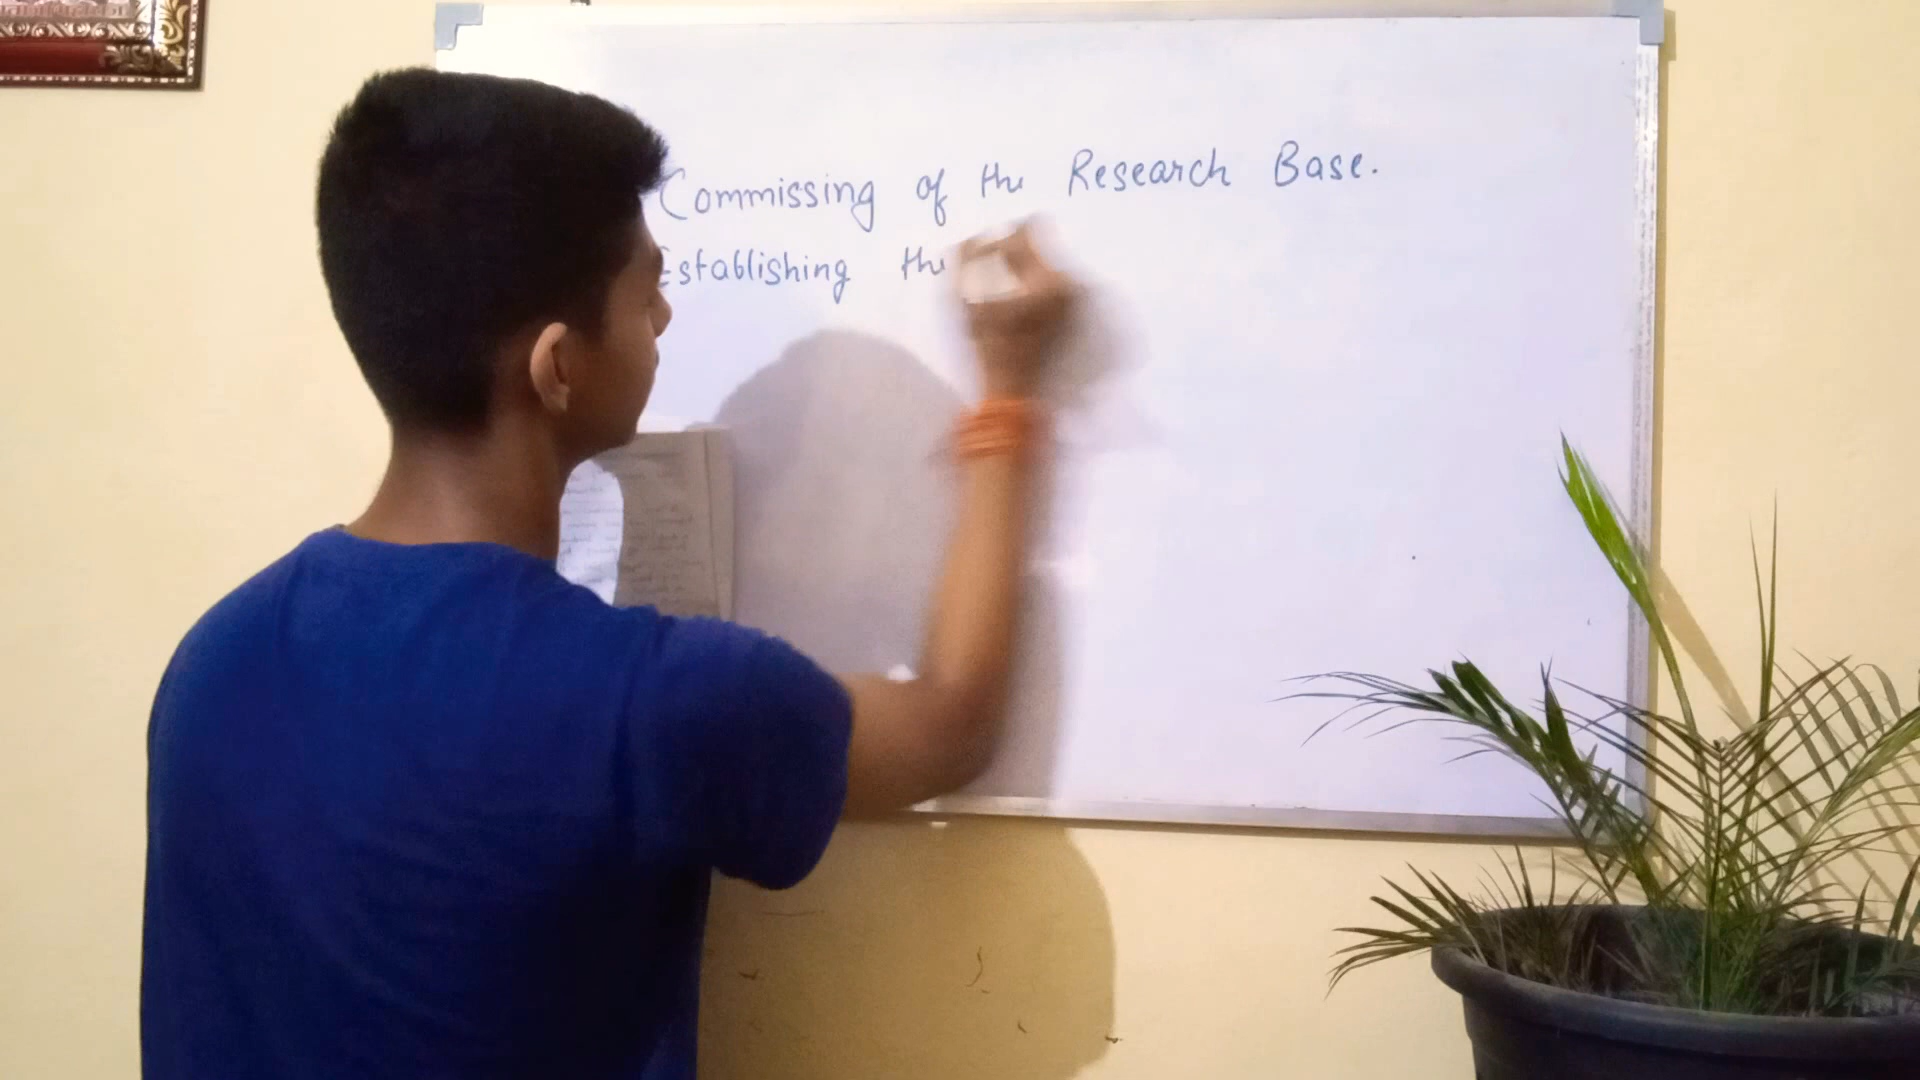 Commissing of the Research Base.
Establishing the